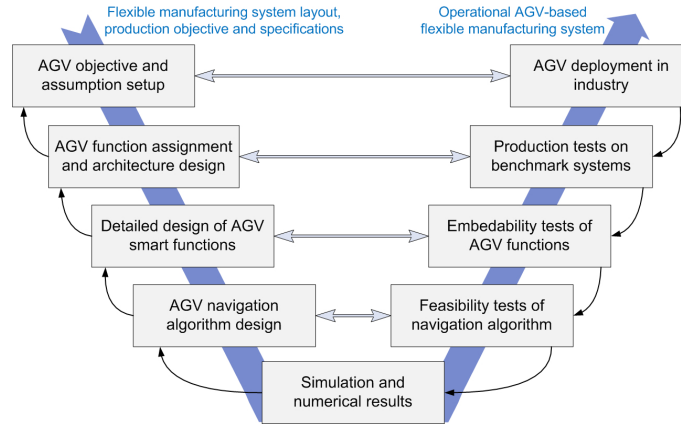 Flexible manufacturing system layout,
production objective and specifications
Operational AGV-based
flexible manufacturing system
AGV objective and
assumption setup
AGV deployment in
industry
AGV function assignment
and architecture design
Production tests on
benchmark systems
Detailed design of AGV
smart functions
Embedability tests of
AGV functions
AGV navigation
algorithm design
Feasibility tests of
navigation algorithm
Simulation and
numerical results